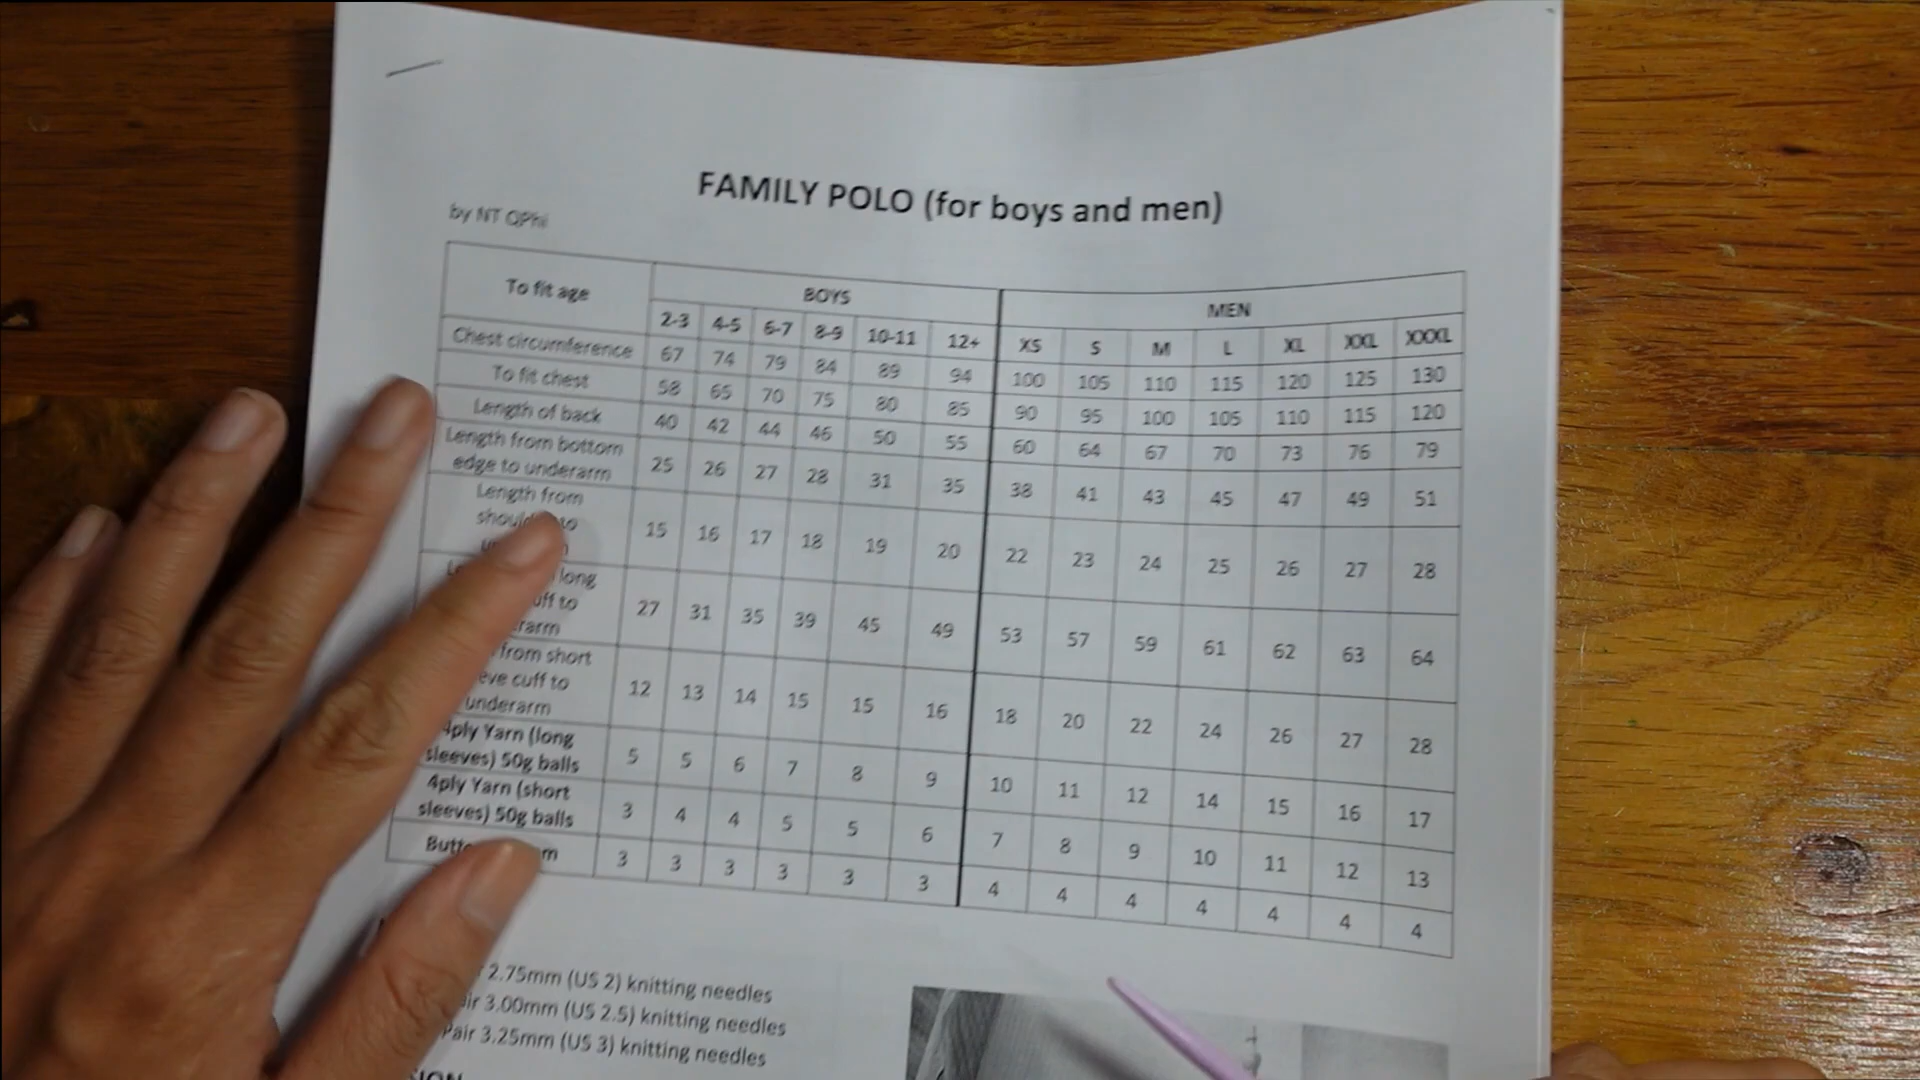 FAMILY POLO (for boys and men)
by NT QPhi
To fit age BOYS MEN
2-3 4-5 6-7 8-9 10-11 12+ XS S M L XL XXL XXXL
Chest circumference 67 74 79 84 89 94 100 105 110 115 120 125 130
To fit chest 58 65 70 75 80 85 90 95 100 105 110 115 120
Length of back 40 42 44 46 50 55 60 64 67 70 73 76 79
Length from bottom
edge to underarm 25 26 27 28 31 35 38 41 43 45 47 49 51
Length from
to
15 16 17 18 19 20 22 23 24 25 26 27 28
long
to
27 31 35 39 45 49 53 57 59 61 62 63 64
from short
cuff to
underarm 12 13 14 15 15 16 18 20 22 24 26 27 28
4ply Yarn (long
sleeves) 50g balls 5 5 6 7 8 9 10 11 12 14 15 16 17
4ply Yarn (short
sleeves) 50g balls 3 4 4 5 5 6 7 8 9 10 11 12 13
3 3 3 3 3 3 4 4 4 4 4 4 4
2.75mm (US 2) knitting needles
3.00mm (US 2.5) knitting needles
Pair 3.25mm (US 3) knitting needles